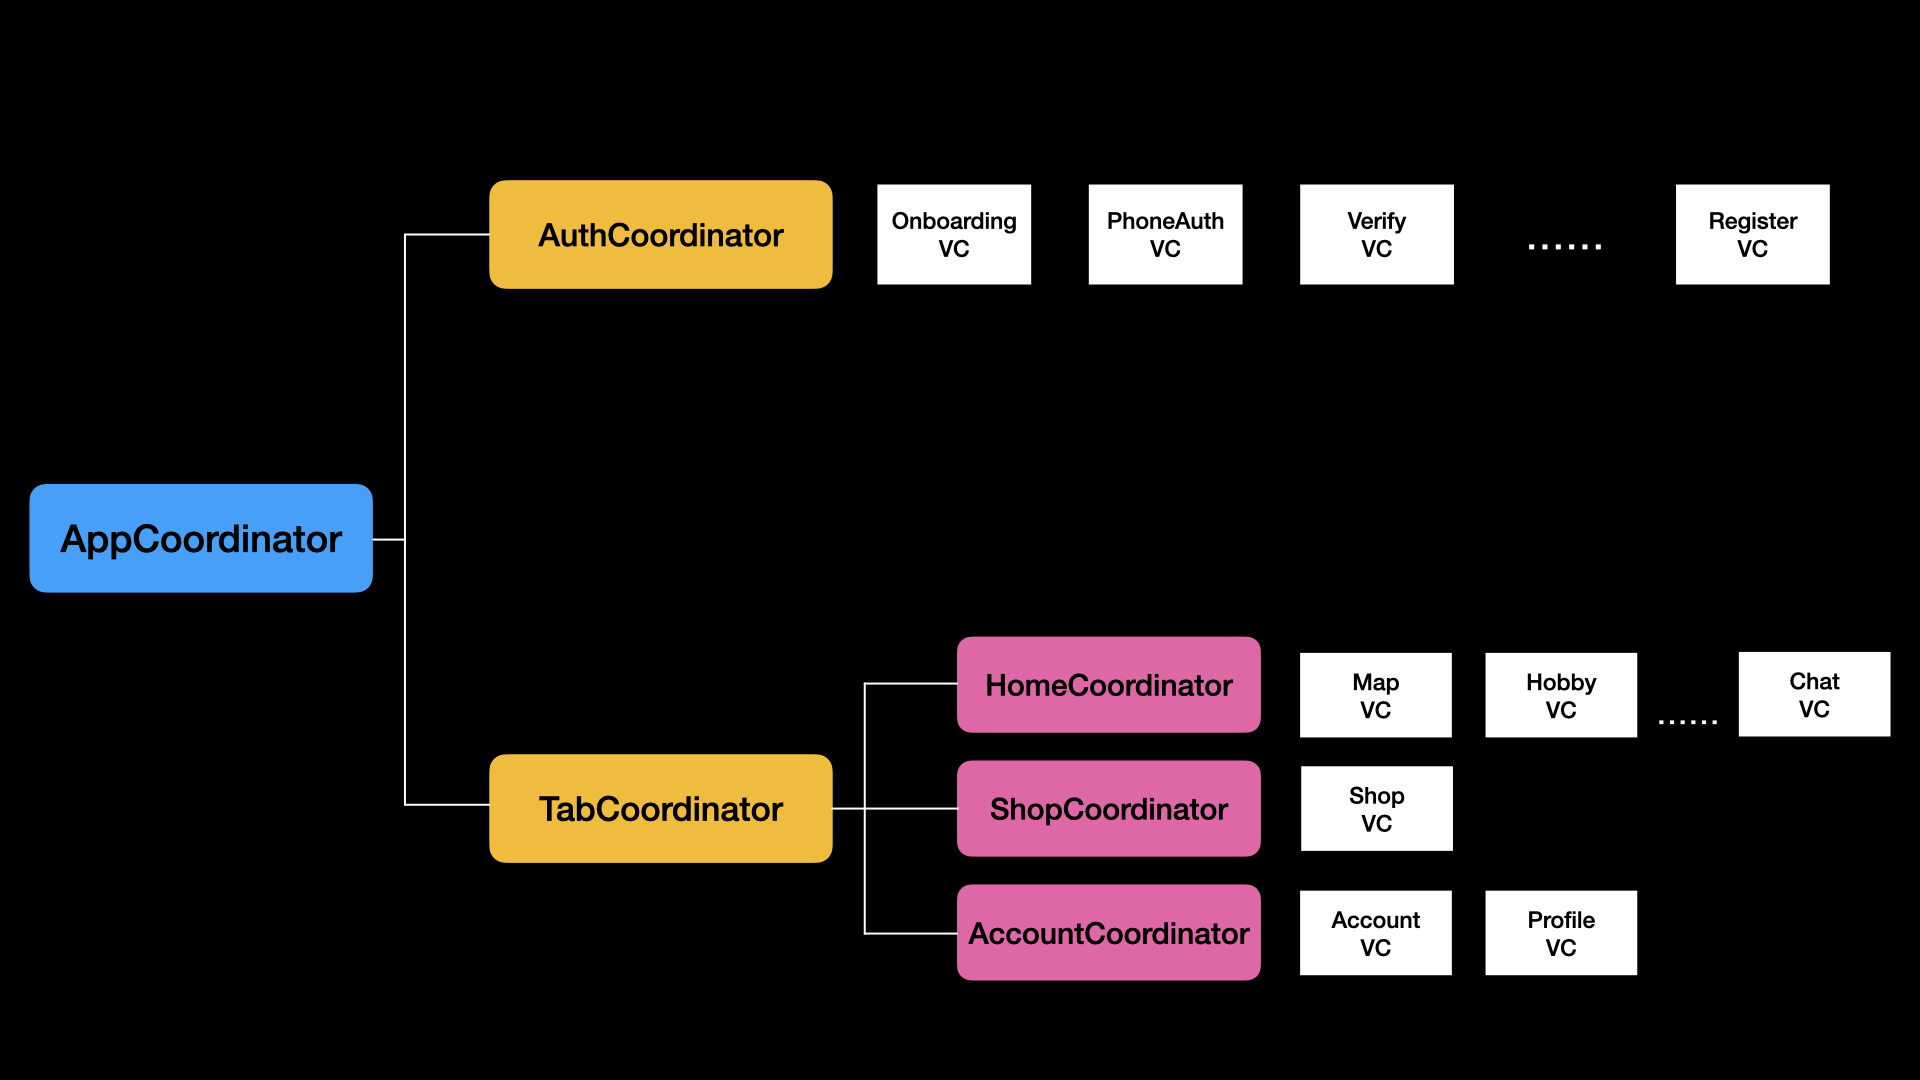 AuthCoordinator
Onboarding
VC
PhoneAuth
VC
Verify
VC
......
Register
VC
AppCoordinator
TabCoordinator
HomeCoordinator
Map
VC
Hobby
VC
......
Chat
VC
ShopCoordinator
Shop
VC
AccountCoordinator
Account
VC
Profile
VC